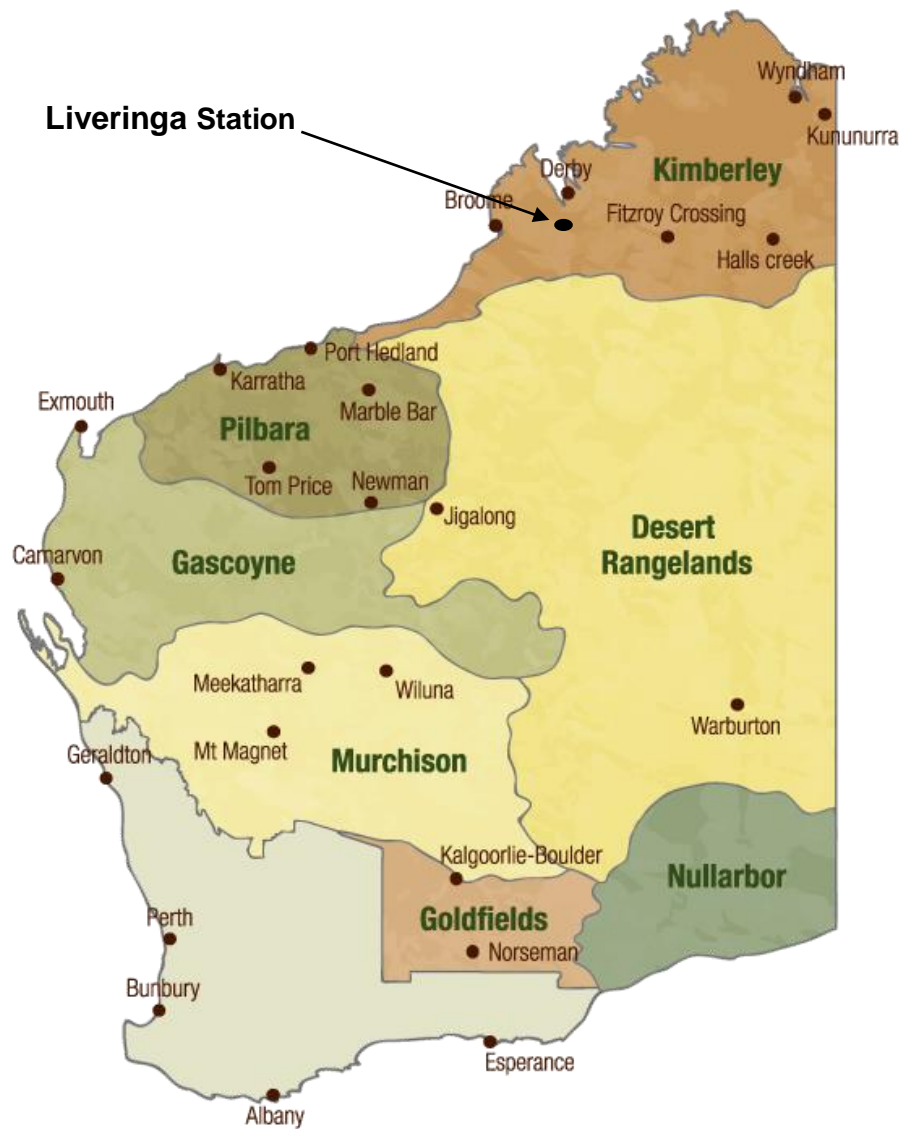 Wyndham
Liveringa Station
Kununurra
Derby
Kimberley
Broome
Fitzroy Crossing
Halls creek
Port Hedland
Karratha
Exmouth
Marble Bar
Pilbara
Tom Price
Newman
Jigalong
Desert
Rangelands
Gascoyne
Carnarvon
Meekatharra
Wiluna
Warburton
Mt Magnet
Geraldton
Murchison
Kalgoorlie-Boulder
Nullarbor
Goldfields
Perth
Norseman
Bunbury
Esperance
Albany